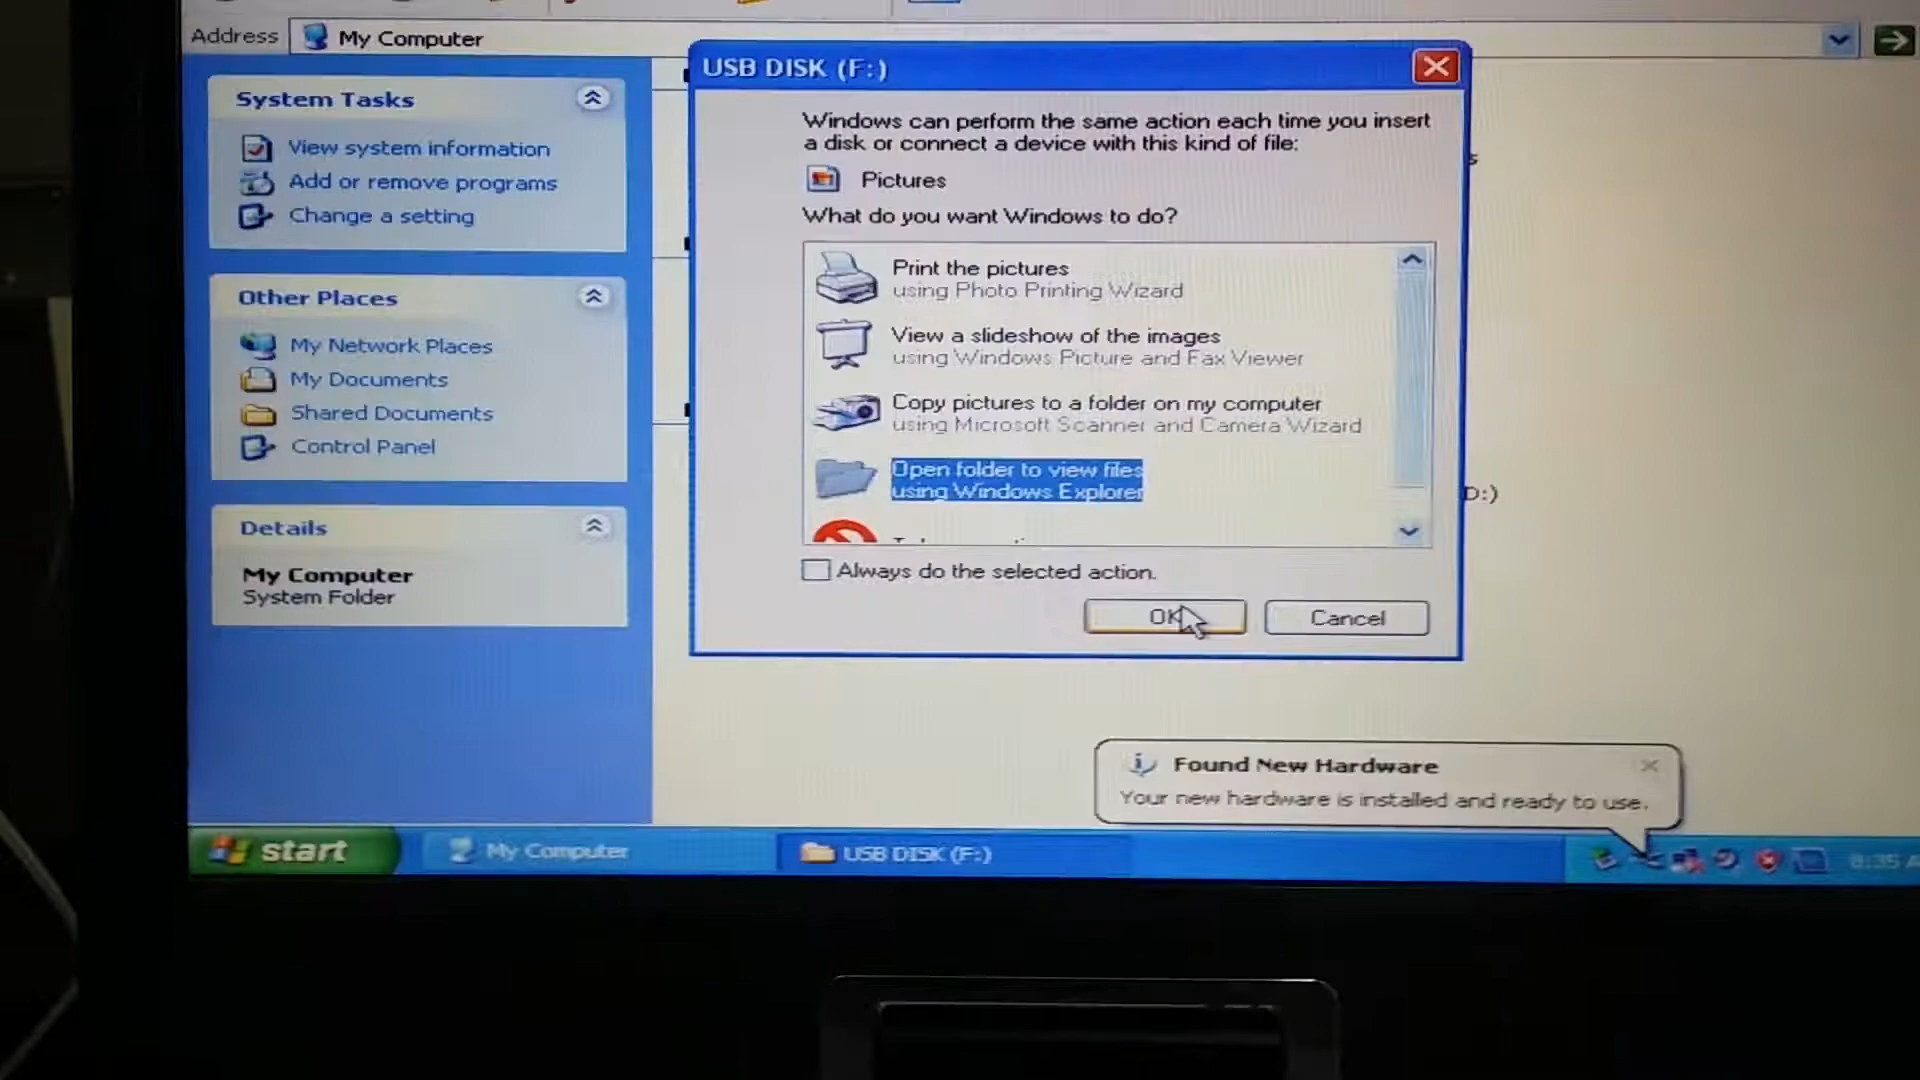 Address My Computer
System Tasks
View system information
Add or remove programs
Change a setting
Other Places
My Network Places
My Documents
Shared Documents
Control Panel
Details
My Computer
System Folder
USB DISK (F:)
Windows can perform the same action each time you insert
a disk or connect a device with this kind of file:
Pictures
What do you want Windows to do?
Print the pictures
using Photo Printing Wizard
View a slideshow of the images
using Windows Picture and Fax Viewer
Copy pictures to a folder on my computer
using Microsoft Scanner and Camera Wizard
Open folder to view files
using Windows Explorer
Always do the selected action.
OK
Cancel
s
D:)
Found New Hardware
Your new hardware is installed and ready to use.
start
My Computer
USB DISK (F:)
8:35 A